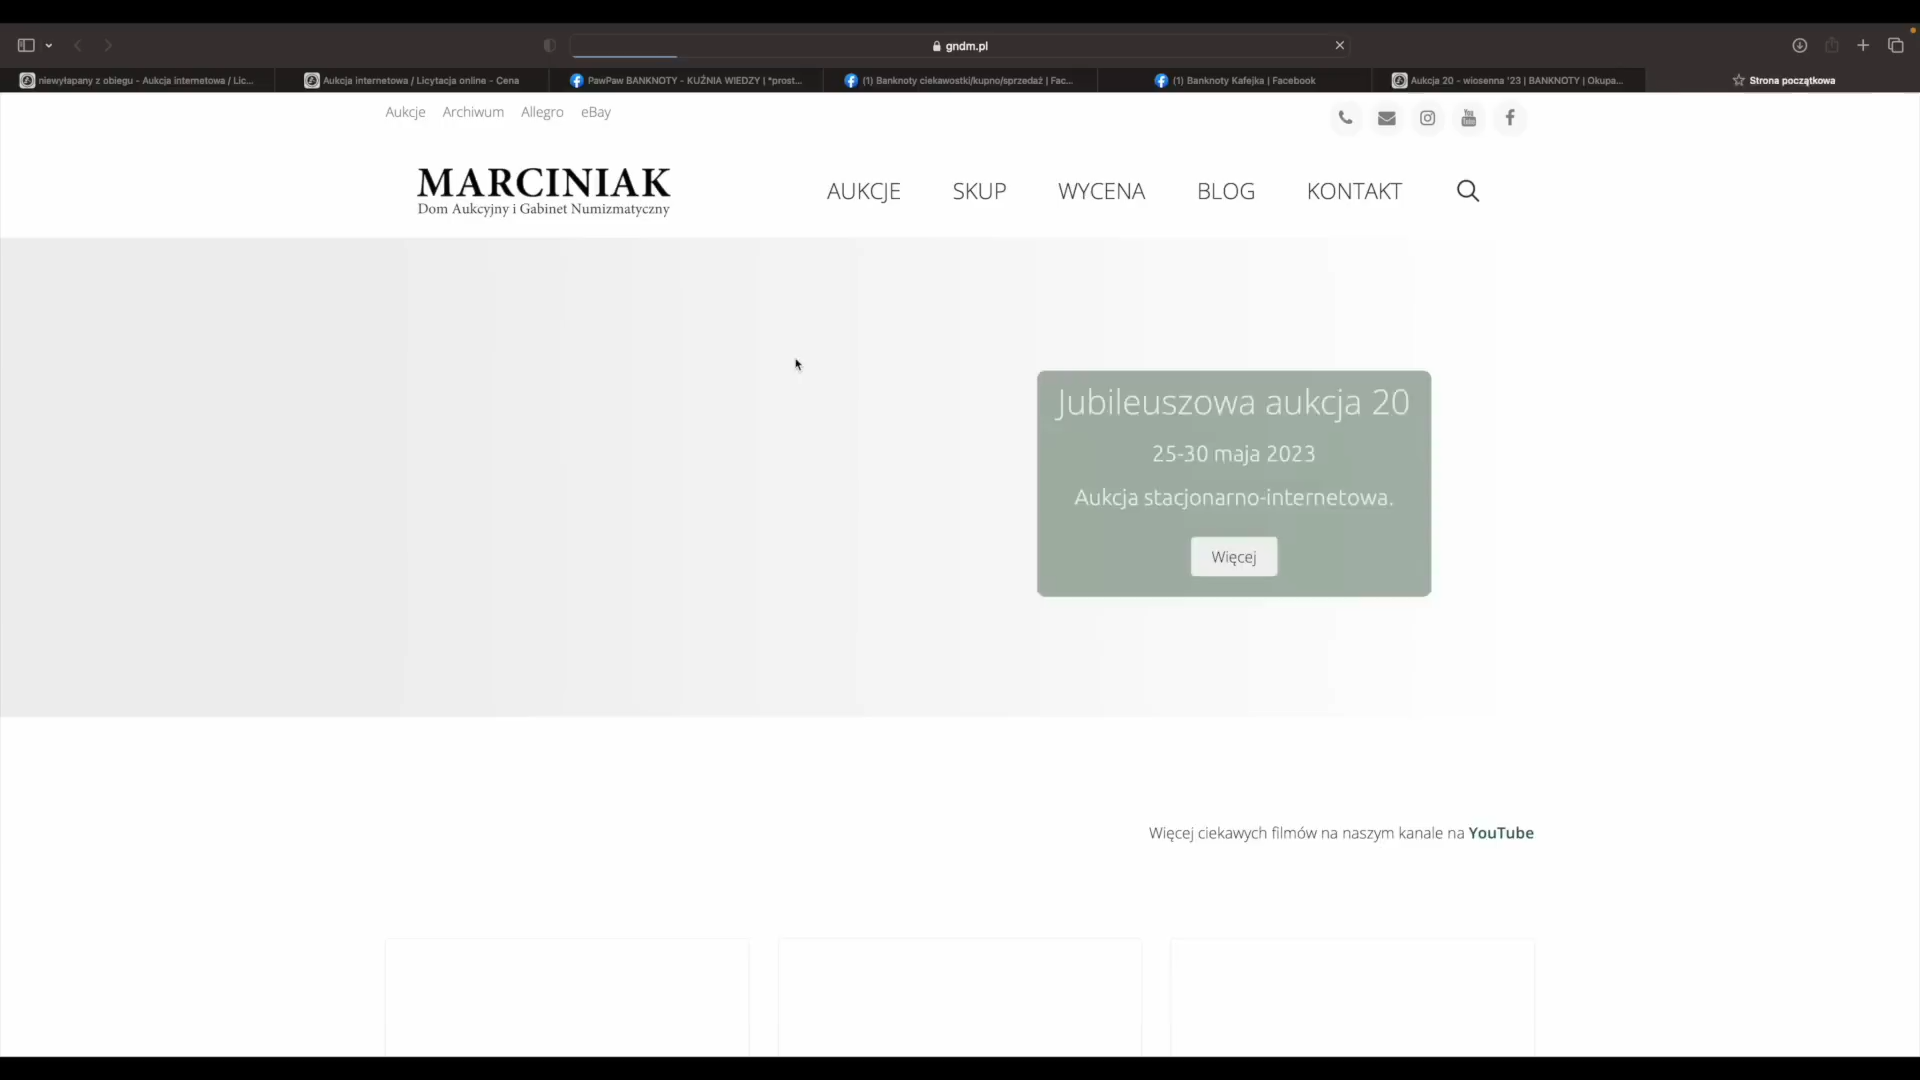 gndm.pl
niewyłapany z obiegu - Aukcja internetowa / Lic...
Aukcja internetowa / Licytacja online - Cena
PawPaw BANKNOTY - KUŹNIA WIEDZY | *prost...
(1) Banknoty ciekawostki/kupno/sprzedaż | Fac...
(1) Banknoty Kafejka | Facebook
Aukcja 20 - wiosenna '23 | BANKNOTY | Okupa...
Strona początkowa
Aukcje Archiwum Allegro eBay
MARCINIAK
Dom Aukcyjny i Gabinet Numizmatyczny
AUKCJE SKUP WYCENA BLOG KONTAKT
Jubileuszowa aukcja 20
25-30 maja 2023
Aukcja stacjonarno-internetowa.
Więcej
Więcej ciekawych filmów na naszym kanale na YouTube